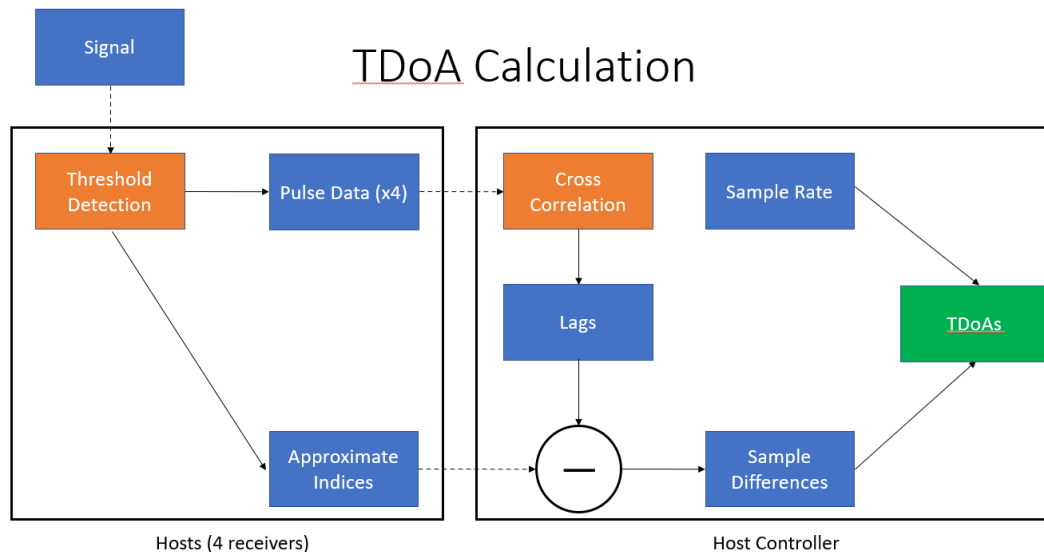 Signal
TDoA Calculation
Threshold
Detection
Pulse Data (x4)
Cross
Correlation
Sample Rate
Lags
TDoAs
Approximate
Indices
—
Sample
Differences
Hosts (4 receivers)
Host Controller